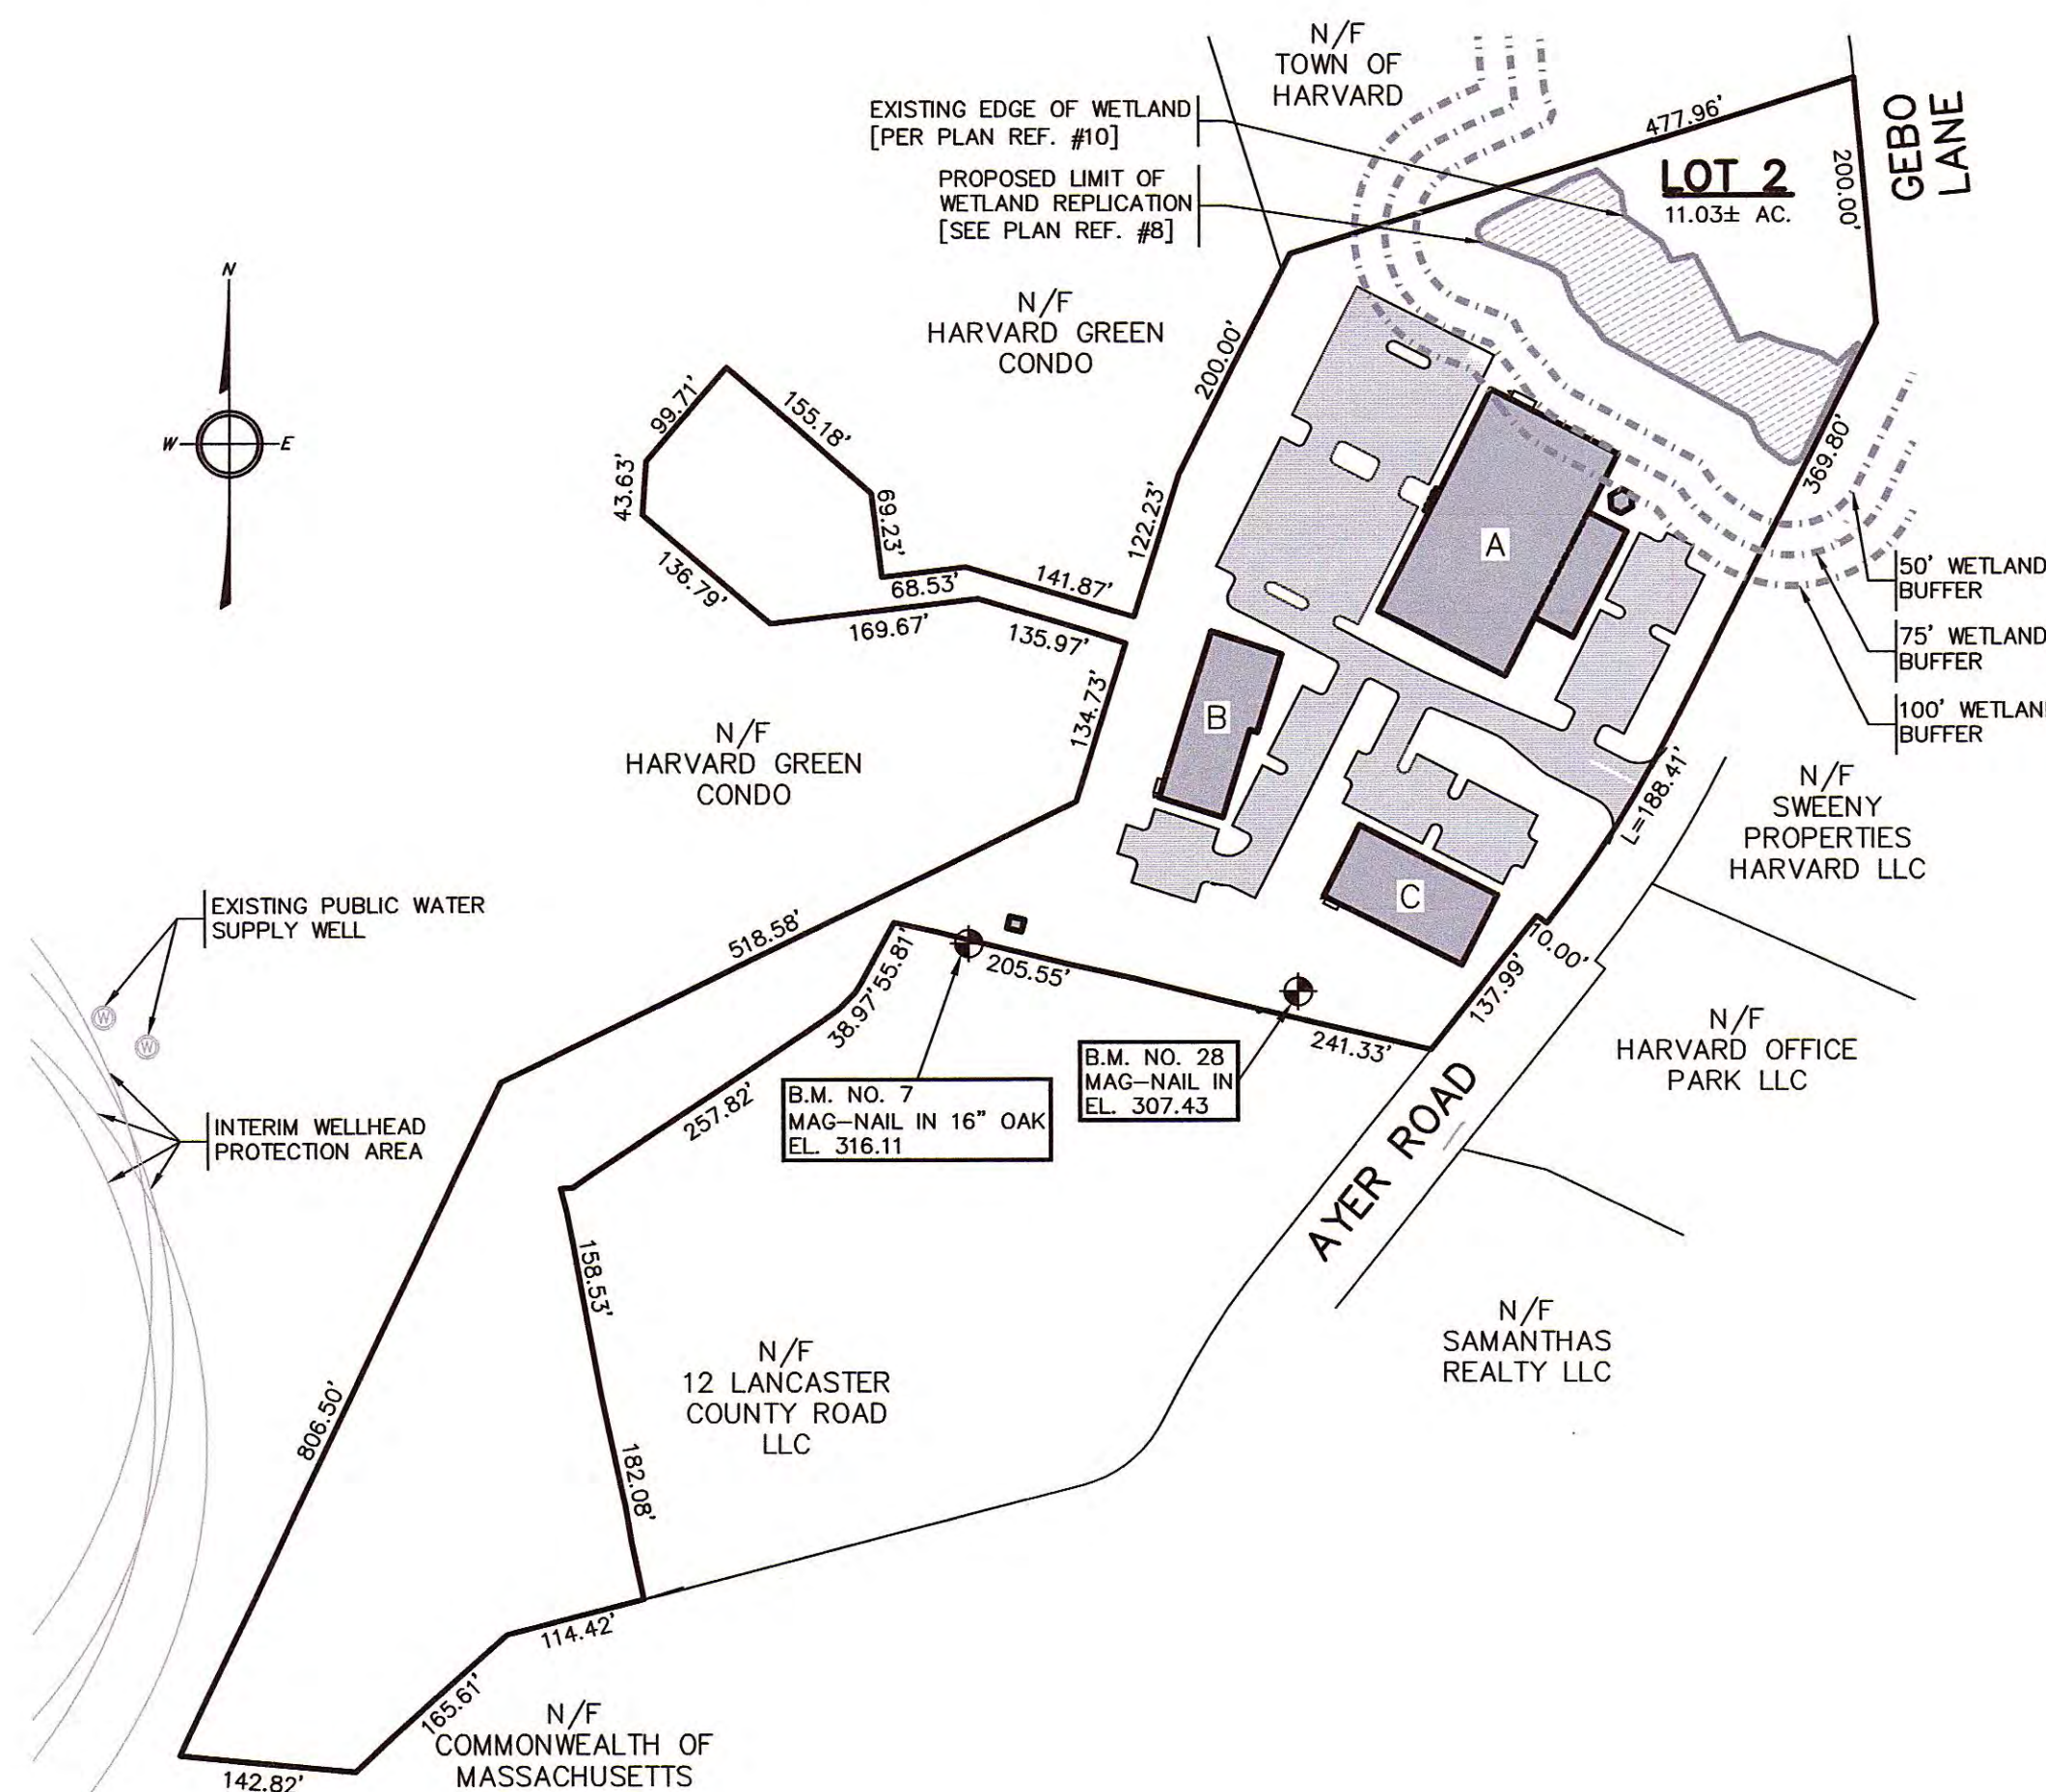 N/F
TOWN OF
HARVARD
EXISTING EDGE OF WETLAND
[PER PLAN REF. #10]
PROPOSED LIMIT OF
WETLAND REPLICATION
[SEE PLAN REF. #8]
477.96'
LOT 2
11.03± AC.
200.00'
GEBO
LANE
N
W
E
N/F
HARVARD GREEN
CONDO
200.00'
99.71'
155.18'
43.63'
69.23'
122.23'
136.79'
68.53'
141.87'
169.67'
135.97'
134.73'
369.80'
A
B
C
50' WETLAND
BUFFER
75' WETLAND
BUFFER
100' WETLAN
BUFFER
N/F
HARVARD GREEN
CONDO
L=188.41'
N/F
SWEENY
PROPERTIES
HARVARD LLC
EXISTING PUBLIC WATER
SUPPLY WELL
W
W
518.58'
55.81'
38.97'
205.55'
10.00'
137.99'
241.33'
257.82'
B.M. NO. 7
MAG-NAIL IN 16" OAK
EL. 316.11
B.M. NO. 28
MAG-NAIL IN
EL. 307.43
N/F
HARVARD OFFICE
PARK LLC
INTERIM WELLHEAD
PROTECTION AREA
AYER ROAD
158.53'
N/F
12 LANCASTER
COUNTY ROAD
LLC
N/F
SAMANTHAS
REALTY LLC
806.50'
182.08'
114.42'
165.61'
142.82'
N/F
COMMONWEALTH OF
MASSACHUSETTS